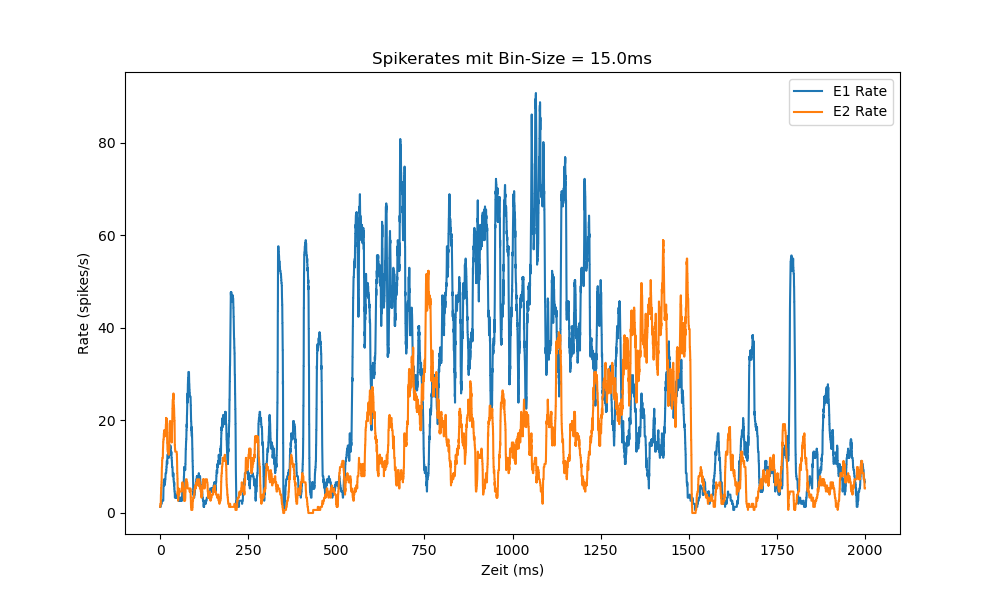 Spikerates mit Bin-Size = 15.0ms
E1 Rate
E2 Rate
Rate (spikes/s)
80
60
40
20
0
0 250 500 750 1000 1250 1500 1750 2000
Zeit (ms)